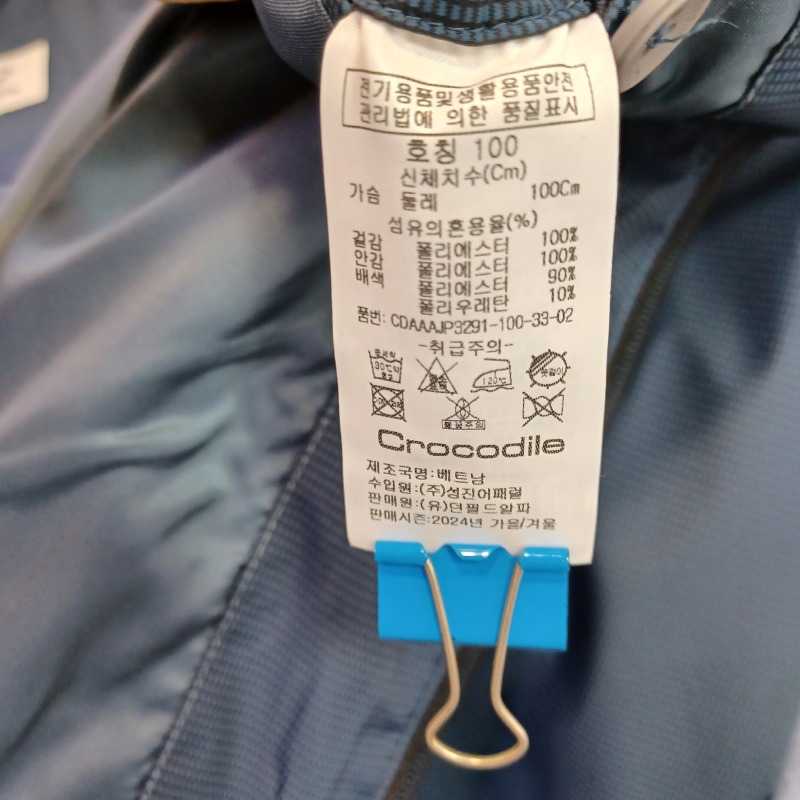 전기용품및생활용품안전
관리법에 의한 품질표시
호칭 100
신체치수(Cm)
가슴 둘레 100Cm
섬유의혼용율(%)
겉감 폴리에스터 100%
안감 폴리에스터 100%
배색 폴리에스터 90%
폴리우레탄 10%
품번: CDAAAJP3291-100-33-02
-취급주의-
120℃
Crocodile
제조국명:베트남
수입원:(주)성진어패럴
판매원:(유)던필드알파
판매시즌:2024년 가을/겨울